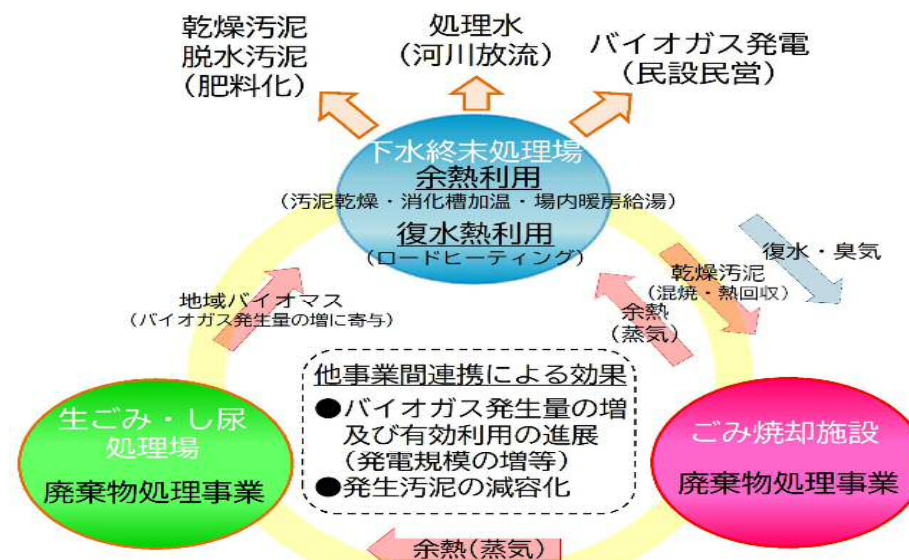 乾燥汚泥
脱水汚泥
(肥料化)
処理水
(河川放流)
バイオガス発電
(民設民営)
下水終末処理場
余熱利用
(汚泥乾燥・消化槽加温・場内暖房給湯)
復水熱利用
(ロードヒーティング)
復水・臭気
乾燥汚泥
(混焼・熱回収)
余熱
(蒸気)
地域バイオマス
(バイオガス発生量の増に寄与)
他事業間連携による効果
●バイオガス発生量の増
及び有効利用の進展
(発電規模の増等)
●発生汚泥の減容化
生ごみ・し尿
処理場
廃棄物処理事業
ごみ焼却施設
廃棄物処理事業
余熱(蒸気)